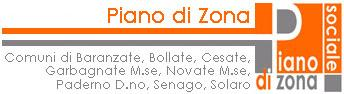 Piano di Zona
Comuni di Baranzate, Bollate, Cesate,
Garbagnate M.se, Novate M.se,
Paderno D.no, Senago, Solaro
Piano
di zona
sociale